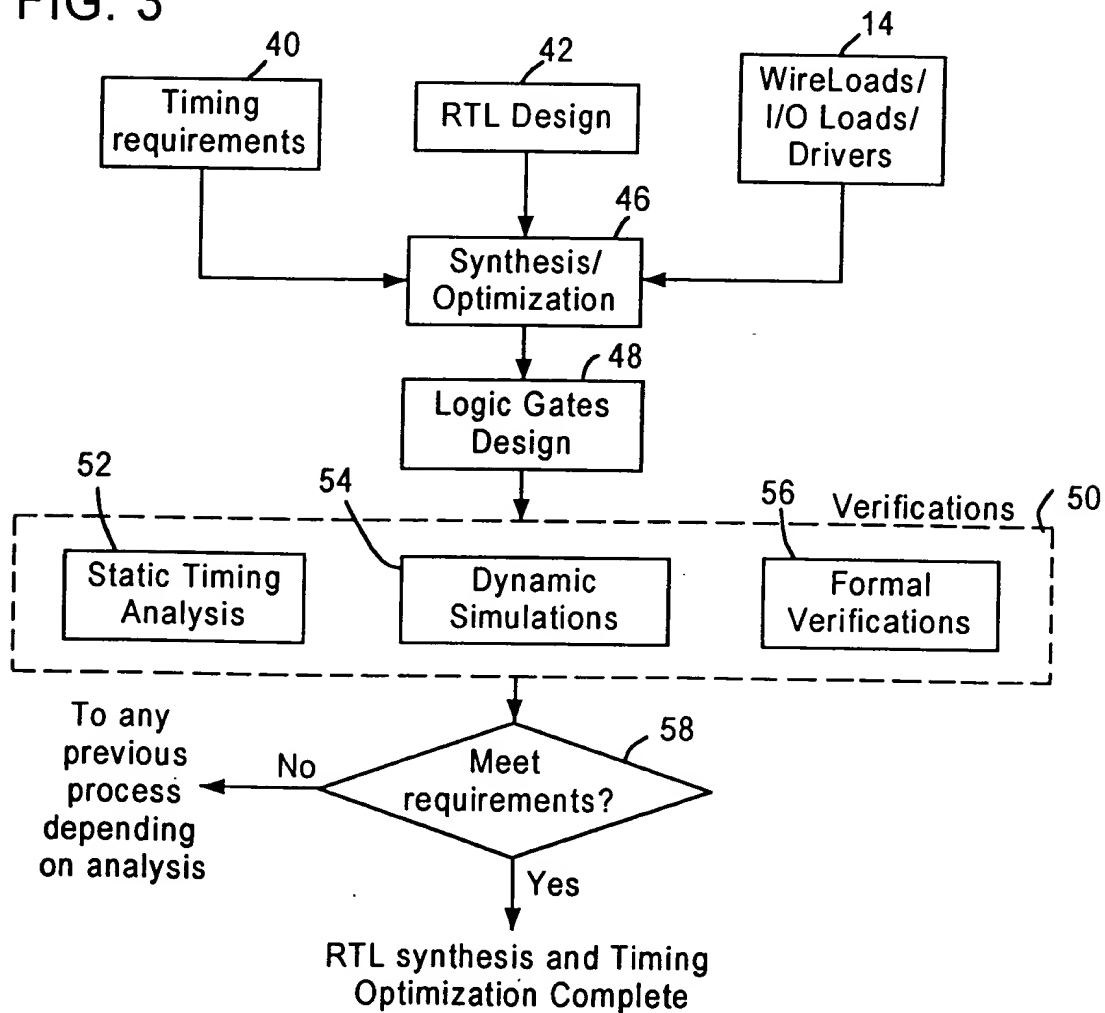 FIG. 3
40
42
14
Timing
requirements
RTL Design
WireLoads/
I/O Loads/
Drivers
46
Synthesis/
Optimization
48
Logic Gates
Design
52
54
56
Verifications
50
Static Timing
Analysis
Dynamic
Simulations
Formal
Verifications
To any
previous
process
depending
on analysis
No
58
Meet
requirements?
Yes
RTL synthesis and Timing
Optimization Complete